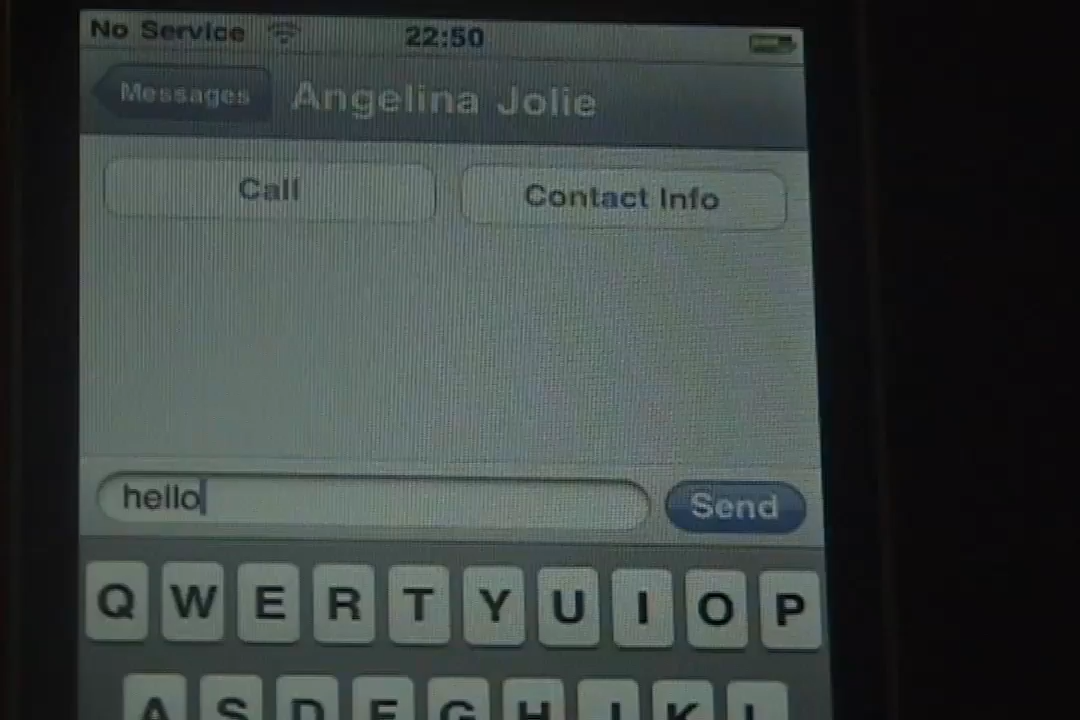 No Service 22:50
Messages Angelina Jolie
Call Contact Info
hello Send
Q W E R T Y U I O P
A S D F G H J K L